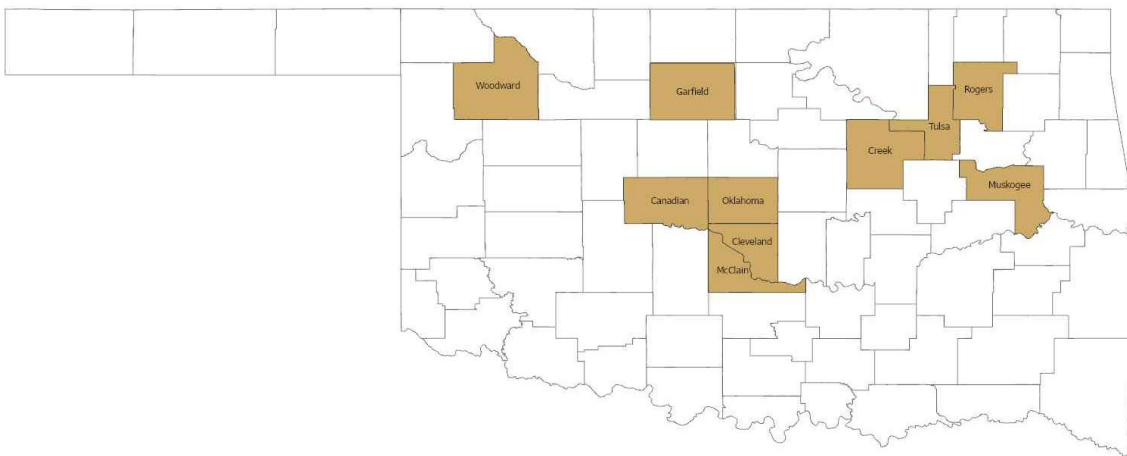 Woodward
Garfield
Rogers
Tulsa
Creek
Muskogee
Canadian
Oklahoma
Cleveland
McClain